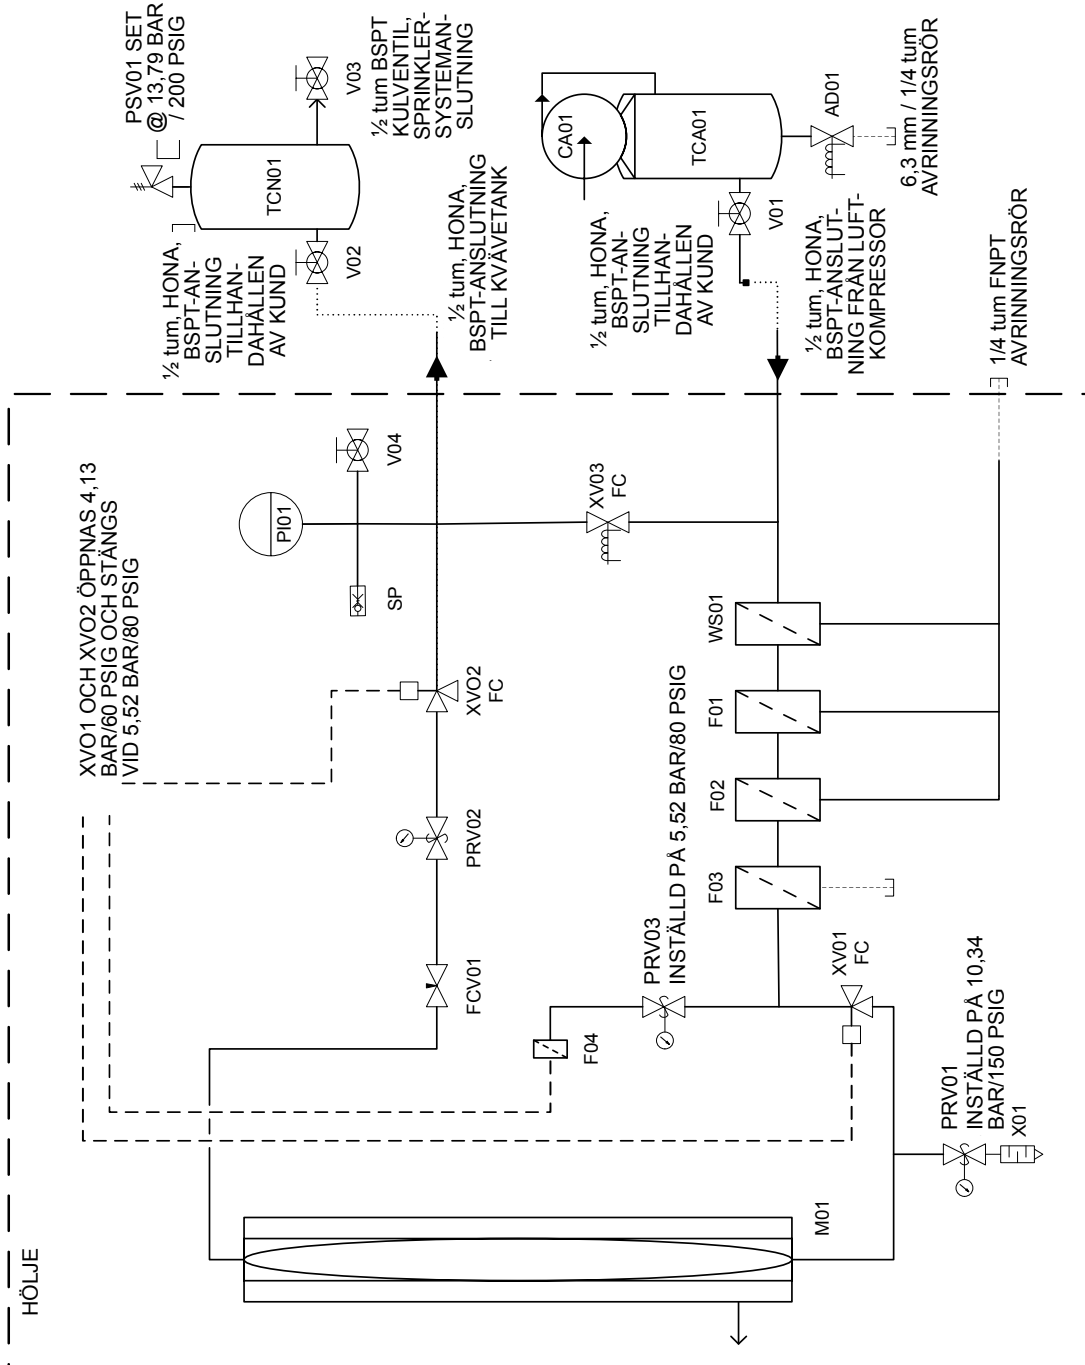 HÖLJE
XVO1 OCH XVO2 ÖPPNAS 4,13
BAR/60 PSIG OCH STÄNGS
VID 5,52 BAR/80 PSIG
PSV01 SET
@ 13,79 BAR
/ 200 PSIG
TCN01
V03
½ tum BSPT
KULVENTIL,
SPRINKLER-
SYSTEMAN-
SLUTNING
½ tum, HONA,
BSPT-AN-
SLUTNING
TILLHAN-
DAHÅLLEN
AV KUND
V02
½ tum, HONA,
BSPT-ANSLUTNING
TILL KVÄVETANK
CA01
TCA01
AD01
6,3 mm / 1/4 tum
AVRINNINGSRÖR
V01
½ tum, HONA,
BSPT-AN-
SLUTNING
TILLHAN-
DAHÅLLEN
AV KUND
½ tum, HONA,
BSPT-ANSLUT-
NING FRÅN LUFT-
KOMPRESSOR
1/4 tum FNPT
AVRINNINGSRÖR
PI01
V04
SP
XV03
FC
XVO2
FC
PRV02
FCV01
WS01
F01
F02
F03
PRV03
INSTÄLLD PÅ 5,52 BAR/80 PSIG
F04
XV01
FC
PRV01
INSTÄLLD PÅ 10,34
BAR/150 PSIG
X01
M01